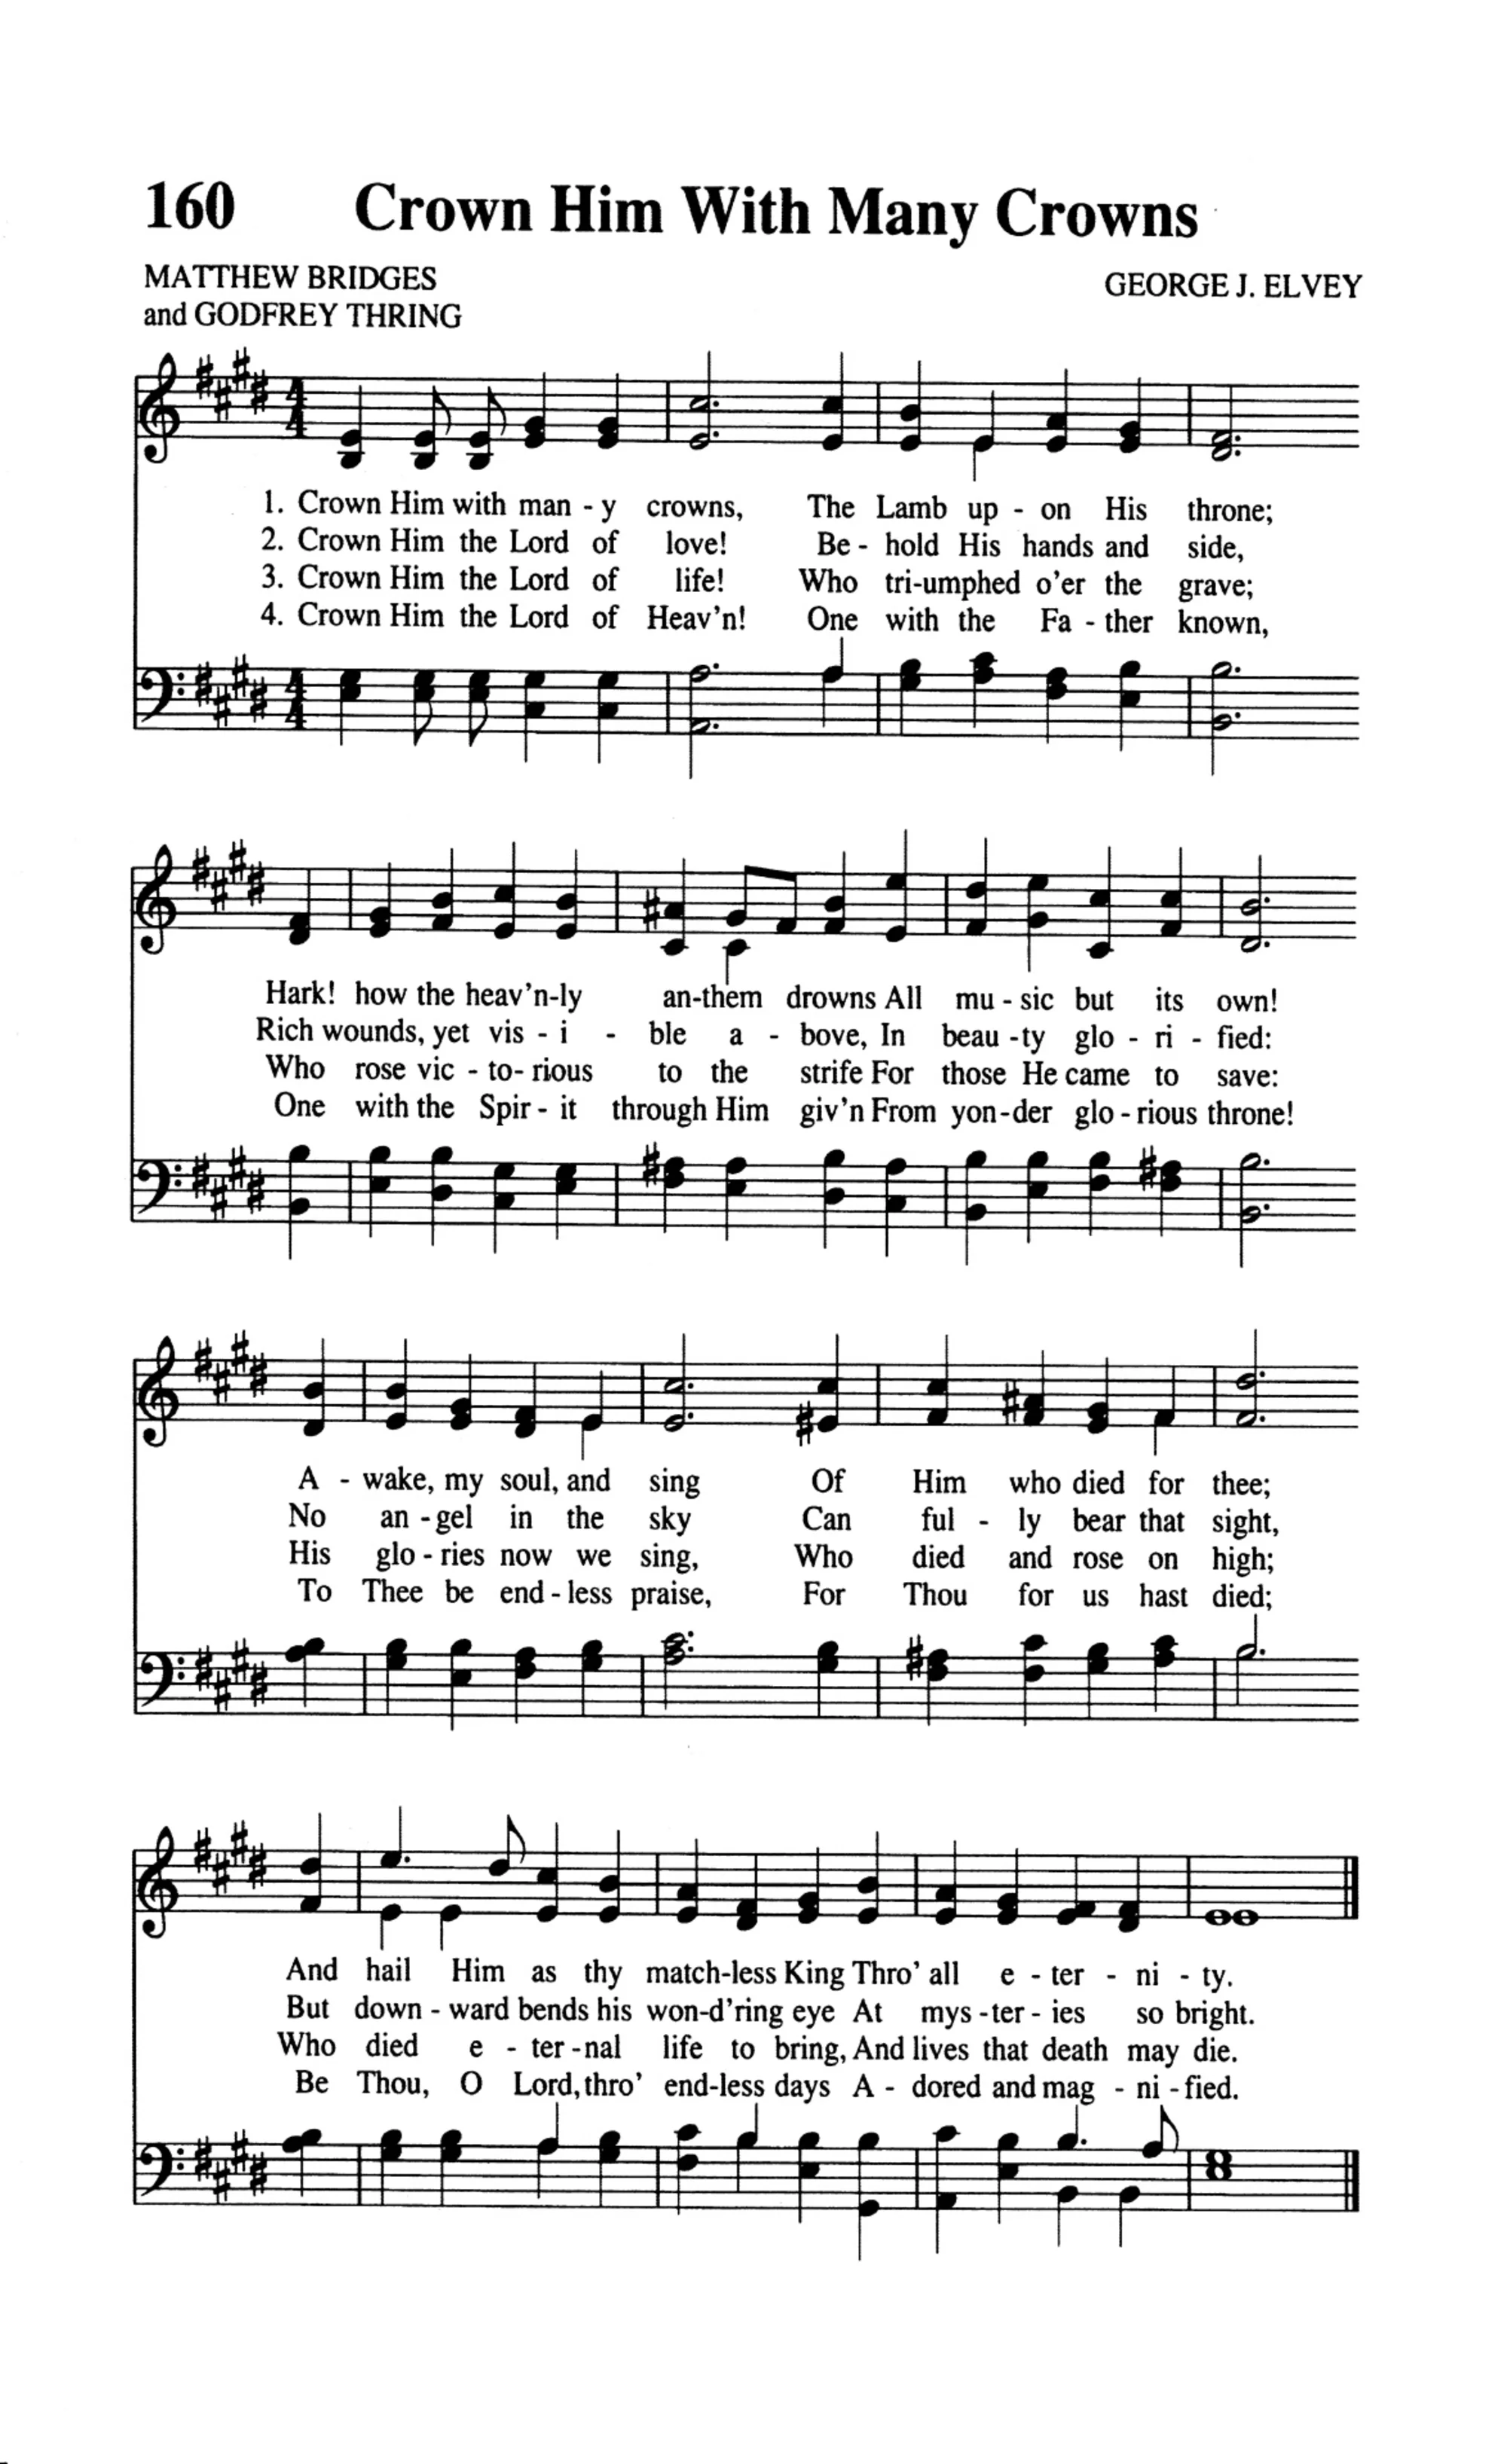 160 Crown Him With Many Crowns
MATTHEW BRIDGES
and GODFREY THRING
GEORGE J. ELVEY
1. Crown Him with man - y crowns, The Lamb up - on His throne;
2. Crown Him the Lord of love! Be - hold His hands and side,
3. Crown Him the Lord of life! Who tri-umphed o'er the grave;
4. Crown Him the Lord of Heav'n! One with the Fa - ther known,
Hark! how the heav'n-ly an-them drowns All mu - sic but its own!
Rich wounds, yet vis - i - ble a - bove, In beau -ty glo - ri - fied:
Who rose vic - to- rious to the strife For those He came to save:
One with the Spir - it through Him giv'n From yon-der glo - rious throne!
A - wake, my soul, and sing Of Him who died for thee;
No an - gel in the sky Can ful - ly bear that sight,
His glo - ries now we sing, Who died and rose on high;
To Thee be end - less praise, For Thou for us hast died;
And hail Him as thy match-less King Thro' all e - ter - ni - ty.
But down - ward bends his won-d'ring eye At mys -ter - ies so bright.
Who died e - ter -nal life to bring, And lives that death may die.
Be Thou, O Lord, thro' end-less days A - dored and mag - ni - fied.